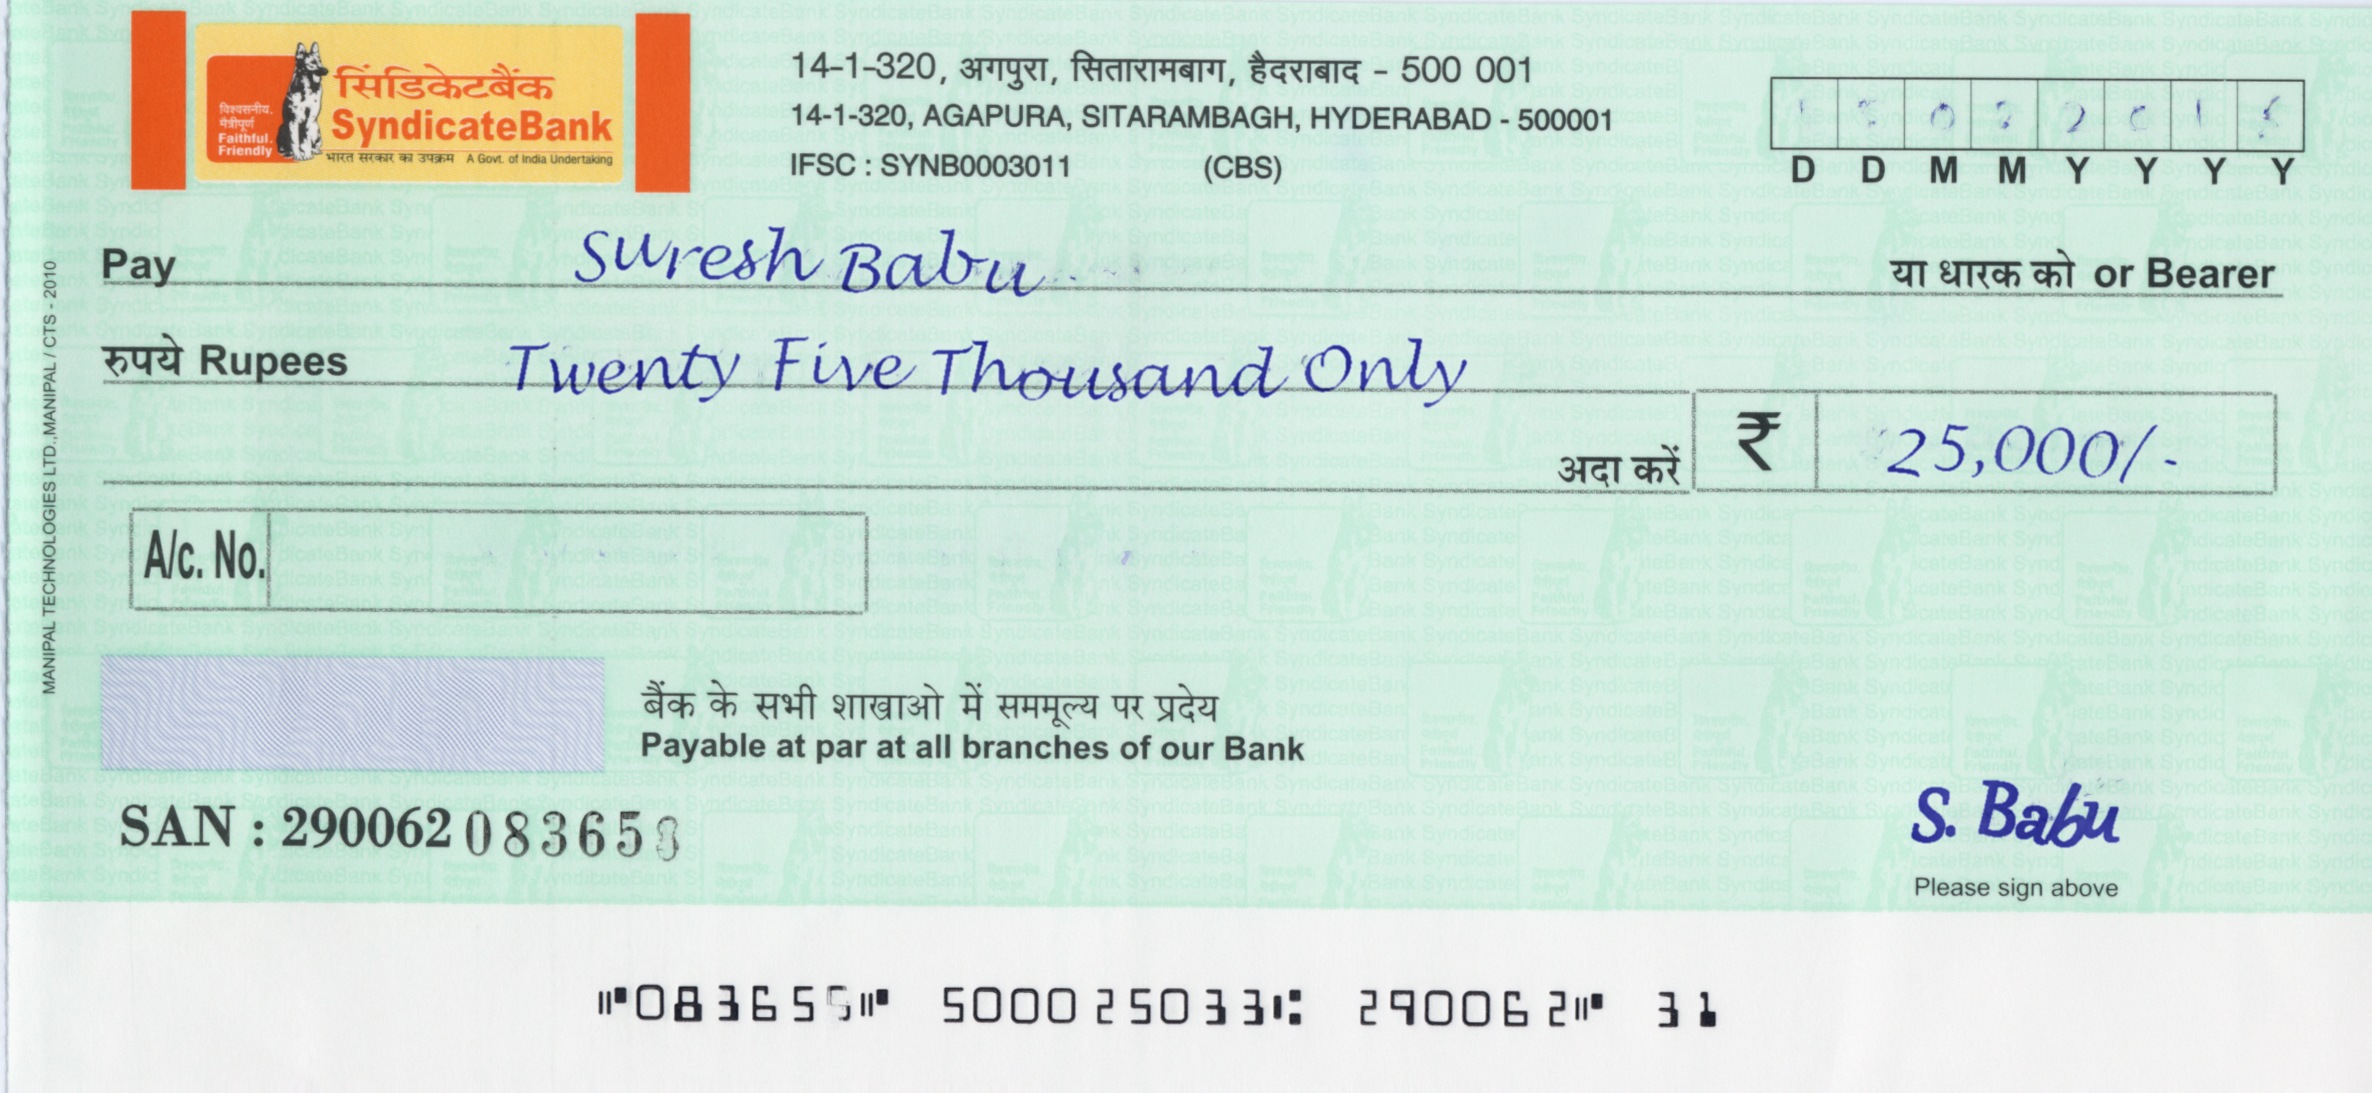 सिंडिकेटबैंक
SyndicateBank
विश्वसनीय.
मैत्रीपूर्ण
Faithful.
Friendly
भारत सरकार का उपक्रम A Govt. of India Undertaking
14-1-320, अगपुरा, सितारामबाग, हैदराबाद - 500 001
14-1-320, AGAPURA, SITARAMBAGH, HYDERABAD - 500001
IFSC : SYNB0003011 (CBS)
D D M M Y Y Y Y
Pay Suresh Babu या धारक को or Bearer
रुपये Rupees Twenty Five Thousand Only
अदा करें ₹ 25,000/-
A/c. No.
MANIPAL TECHNOLOGIES LTD.,MANIPAL / CTS - 2010
बैंक के सभी शाखाओ में सममूल्य पर प्रदेय
Payable at par at all branches of our Bank
SAN : 290062
S. Babu
Please sign above
500025033 290062 31